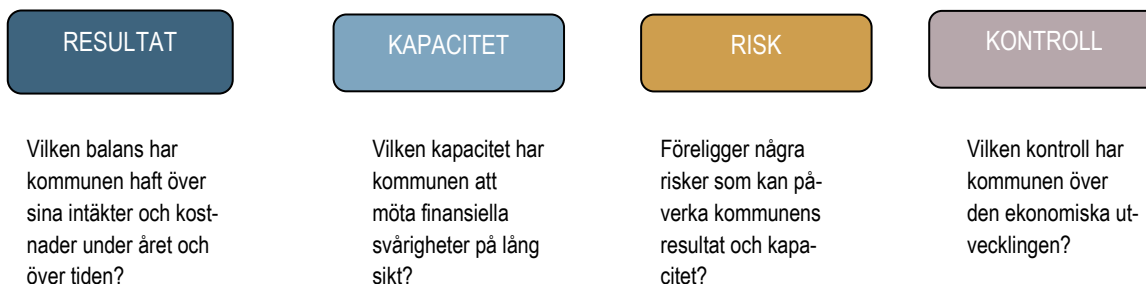 RESULTAT
Vilken balans har
kommunen haft över
sina intäkter och kost-
nader under året och
över tiden?
KAPACITET
Vilken kapacitet har
kommunen att
möta finansiella
svårigheter på lång
sikt?
RISK
Föreligger några
risker som kan på-
verka kommunens
resultat och kapa-
citet?
KONTROLL
Vilken kontroll har
kommunen över
den ekonomiska ut-
vecklingen?